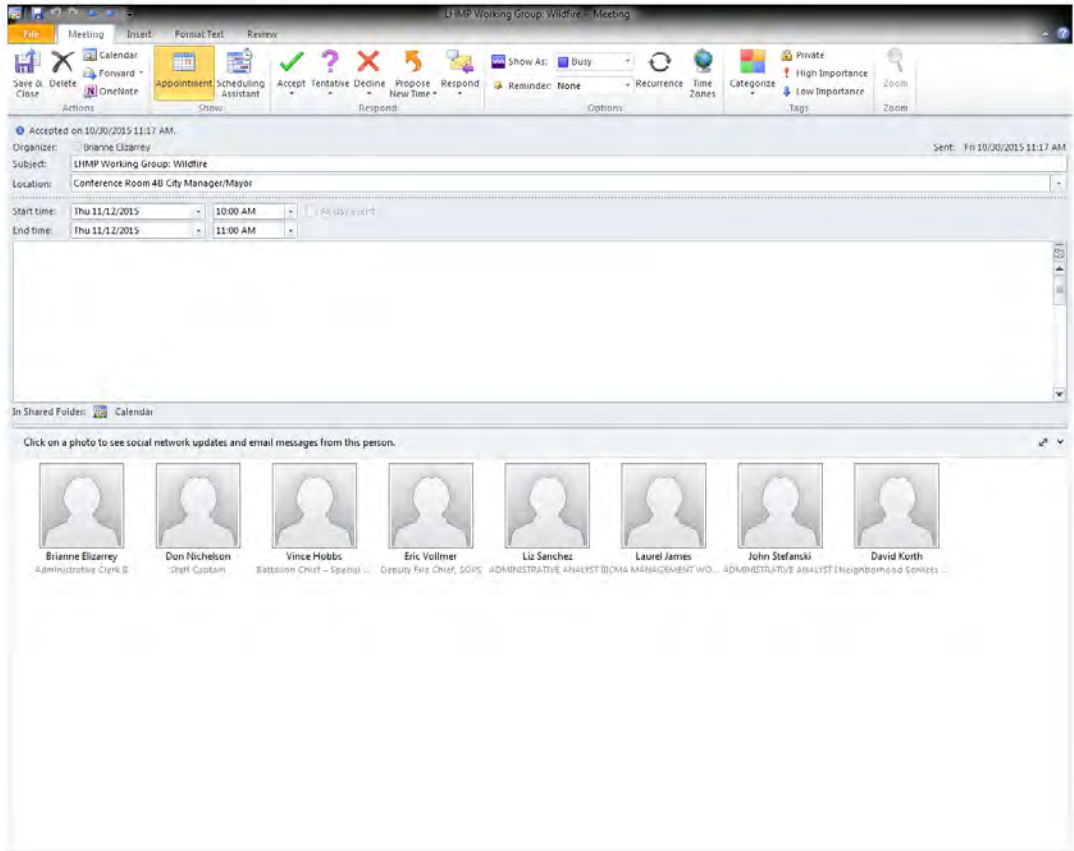 LHMP Working Group: Wildfire - Meeting
File Meeting Insert Format Text Review
Save & Close Delete Calendar Forward OneNote Appointment Scheduling Assistant Accept Tentative Decline Propose New Time Respond Show As: Busy Reminder: None Recurrence Time Zones Categorize Private High Importance Low Importance Zoom
Actions Show Respond Options Tags Zoom
Accepted on 10/30/2015 11:17 AM.
Organizer: Brianne Elizarrey Sent: Fri 10/30/2015 11:17 AM
Subject: LHMP Working Group: Wildfire
Location: Conference Room 4B City Manager/Mayor
Start time: Thu 11/12/2015 10:00 AM All day event
End time: Thu 11/12/2015 11:00 AM
In Shared Folder: Calendar
Click on a photo to see social network updates and email messages from this person.
Brianne Elizarrey Don Nichelson Vince Hobbs Eric Vollmer Liz Sanchez Laurel James John Stefanski David Korth
Administrative Clerk II Staff Captain Battalion Chief – Special ... Deputy Fire Chief, SOPS ADMINISTRATIVE ANALYST ICMA MANAGEMENT WO... ADMINISTRATIVE ANALYST I Neighborhood Services ...